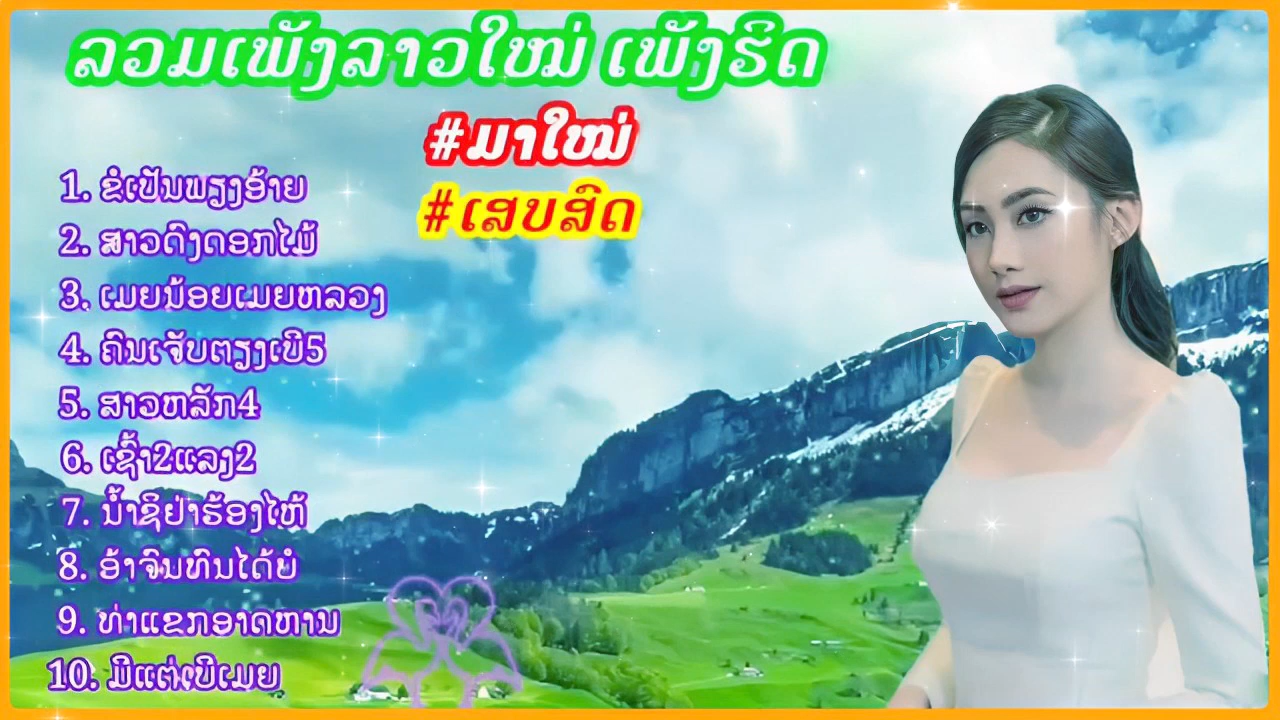 ລວມເພັງລາວໃໝ່ ເພັງຮິດ
#ມາໃໝ່
#ເສບສົດ
1. ຂໍເປັນພຽງອ້າຍ
2. ສາວດົງດອກໄມ້
3. ເມຍນ້ອຍເມຍຫລວງ
4. ຄົນເຈັບຕຽງເບີ5
5. ສາວຫລັກ4
6. ເຊົ້າ2ແລງ2
7. ນ້ຳຊິຢ່າຮ້ອງໄຫ້
8. ອ້າຈົນທົນໄດ້ບໍ
9. ທ່າແຂກອາດຫານ
10. ມີແຕ່ເບີເມຍ